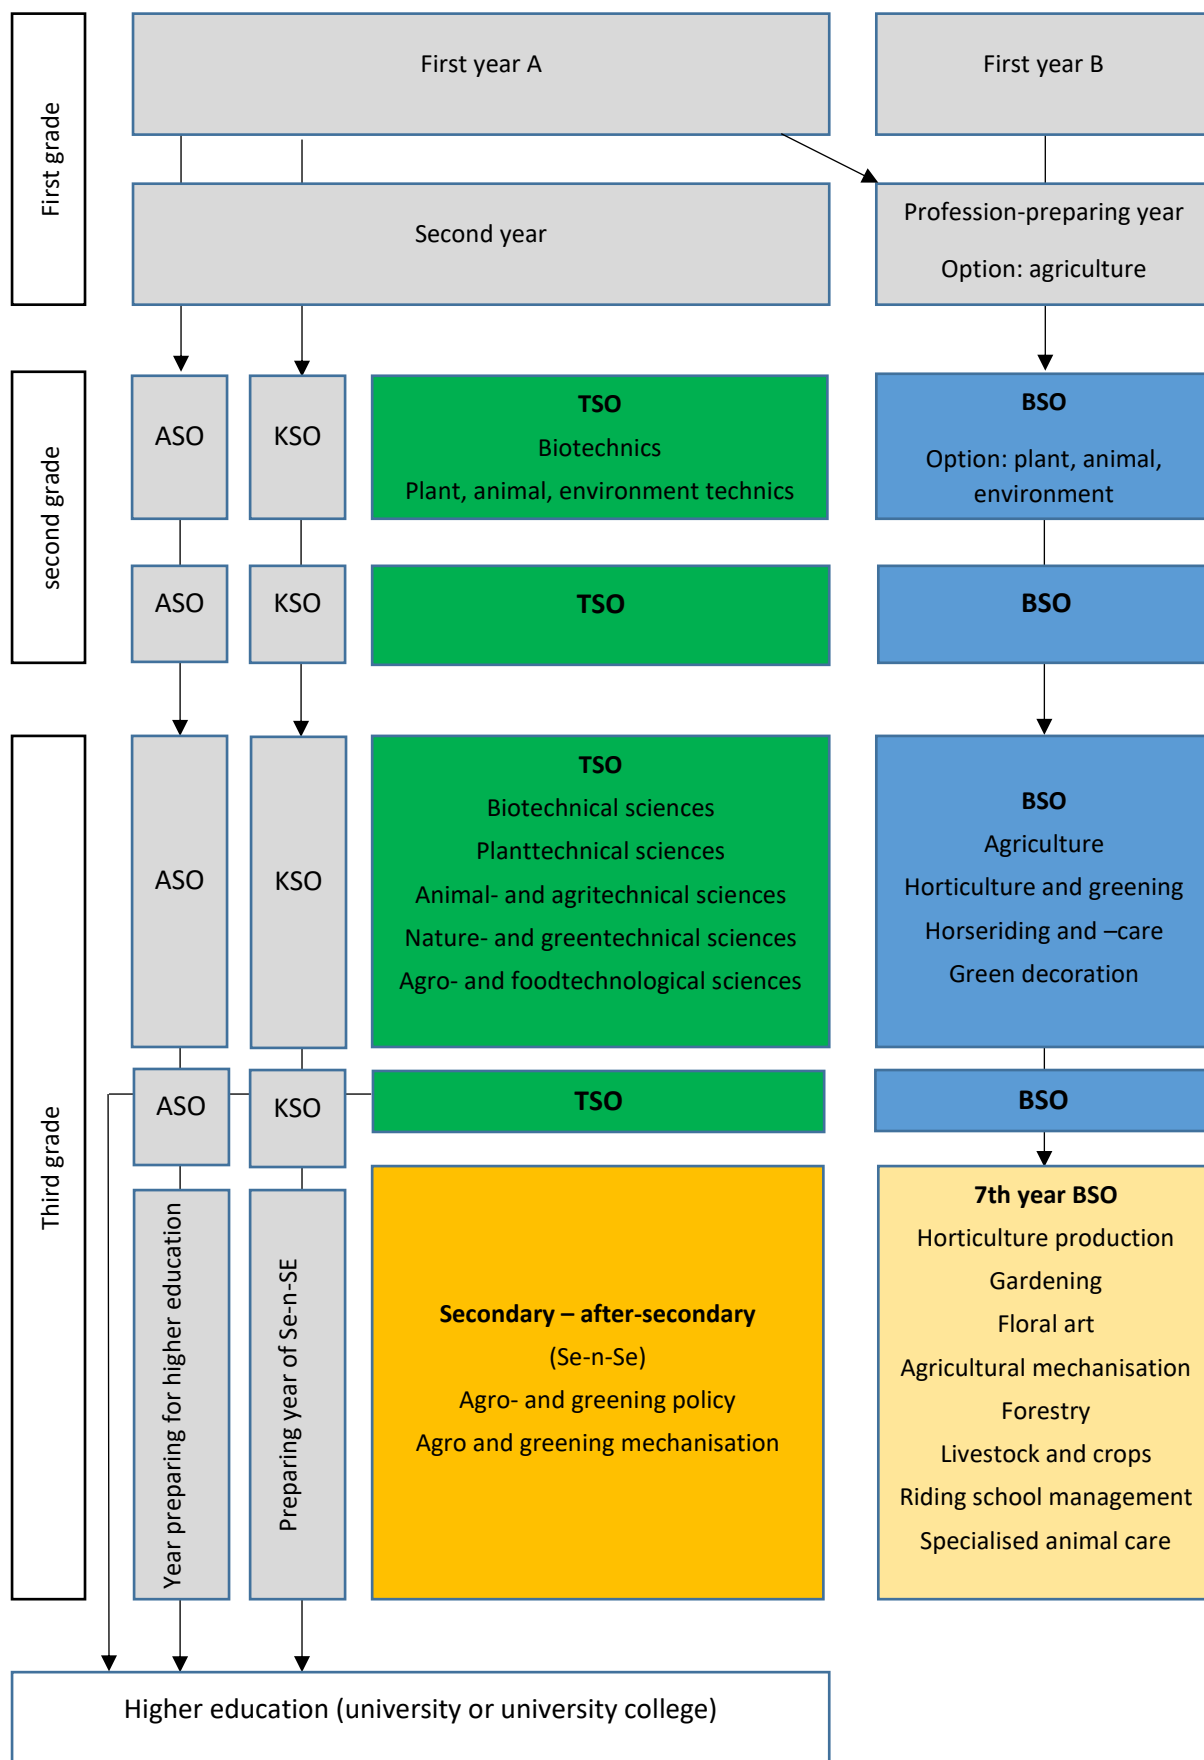 First grade
First year A
First year B
Second year
Profession-preparing year
Option: agriculture
second grade
ASO
KSO
TSO
Biotechnics
Plant, animal, environment technics
BSO
Option: plant, animal,
environment
ASO
KSO
TSO
BSO
Third grade
ASO
KSO
TSO
Biotechnical sciences
Planttechnical sciences
Animal- and agritechnical sciences
Nature- and greentechnical sciences
Agro- and foodtechnological sciences
BSO
Agriculture
Horticulture and greening
Horseriding and –care
Green decoration
ASO
KSO
TSO
BSO
Year preparing for higher education
Preparing year of Se-n-SE
Secondary – after-secondary
(Se-n-Se)
Agro- and greening policy
Agro and greening mechanisation
7th year BSO
Horticulture production
Gardening
Floral art
Agricultural mechanisation
Forestry
Livestock and crops
Riding school management
Specialised animal care
Higher education (university or university college)